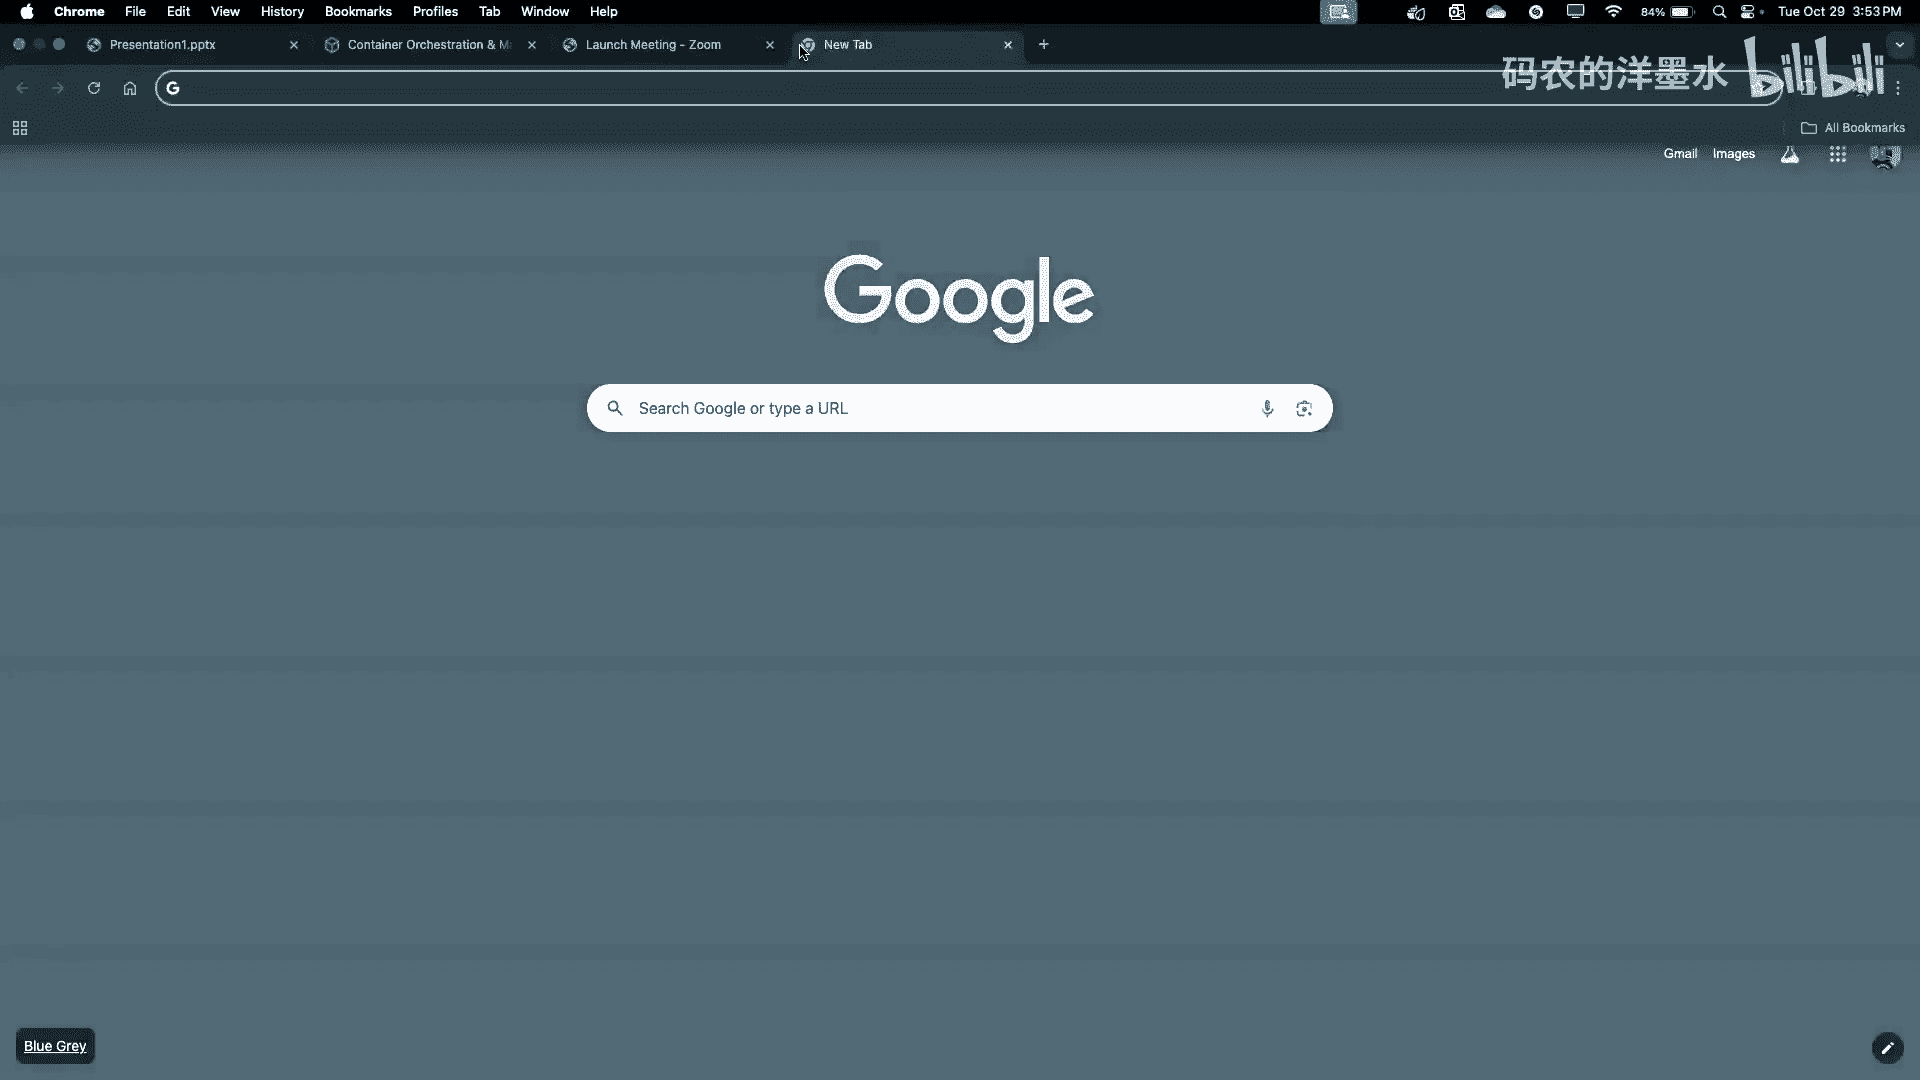 Chrome File Edit View History Bookmarks Profiles Tab Window Help 84% Tue Oct 29 3:53 PM
Presentation1.pptx Container Orchestration & M Launch Meeting - Zoom New Tab
码农的洋墨水 bilibili
All Bookmarks
Gmail Images
Google
Search Google or type a URL
Blue Grey